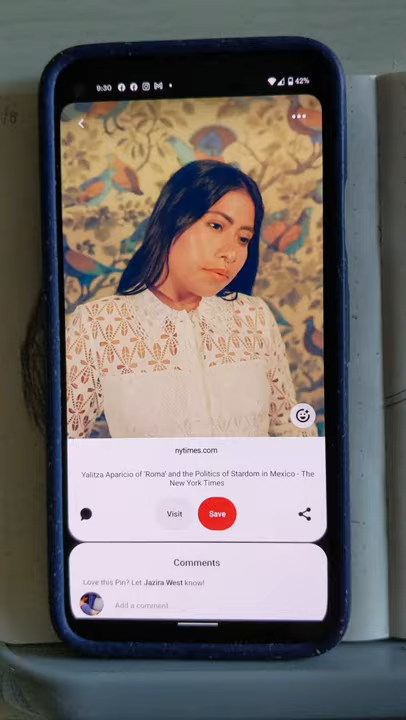 9:30
42%
nytimes.com
Yalitza Aparicio of 'Roma' and the Politics of Stardom in Mexico - The
New York Times
Visit
Save
Comments
Love this Pin? Let Jazira West know!
Add a comment